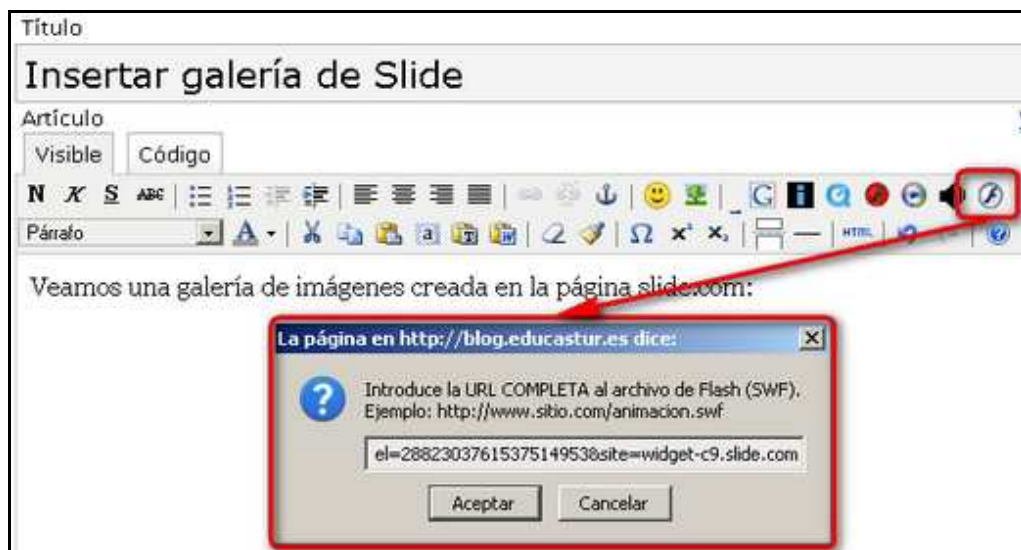 Título
Insertar galería de Slide
Artículo
Visible Código
N K S ABC
Párrafo A HTML
Veamos una galería de imágenes creada en la página slide.com:
La página en http://blog.educastur.es dice:
Introduce la URL COMPLETA al archivo de Flash (SWF).
Ejemplo: http://www.sitio.com/animacion.swf
el=2882303761537514953&site=widget-c9.slide.com
Aceptar Cancelar